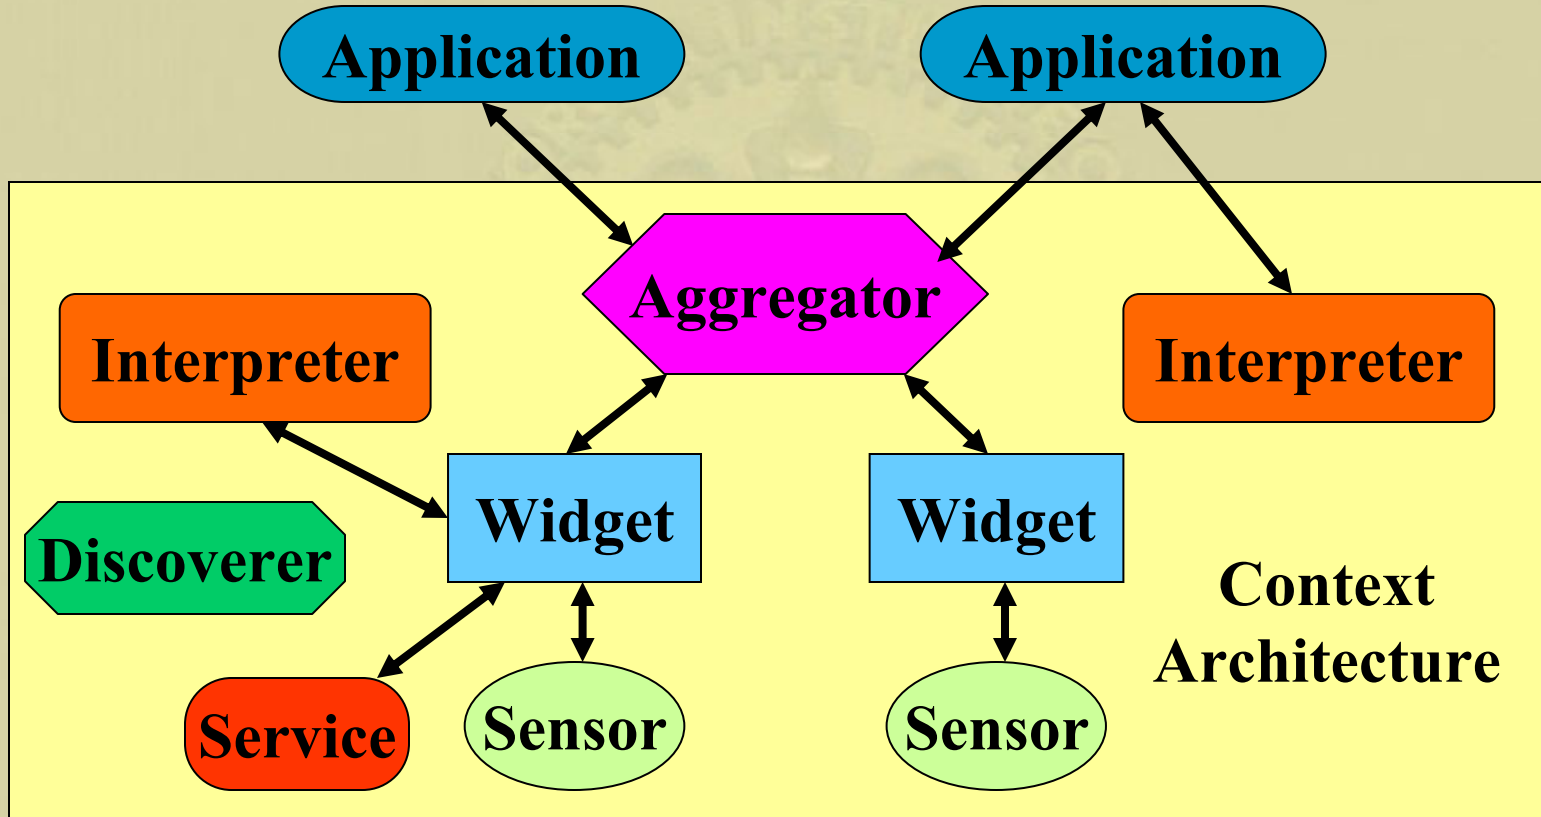 Application
Application
Aggregator
Interpreter
Interpreter
Widget
Widget
Discoverer
Context
Architecture
Service
Sensor
Sensor